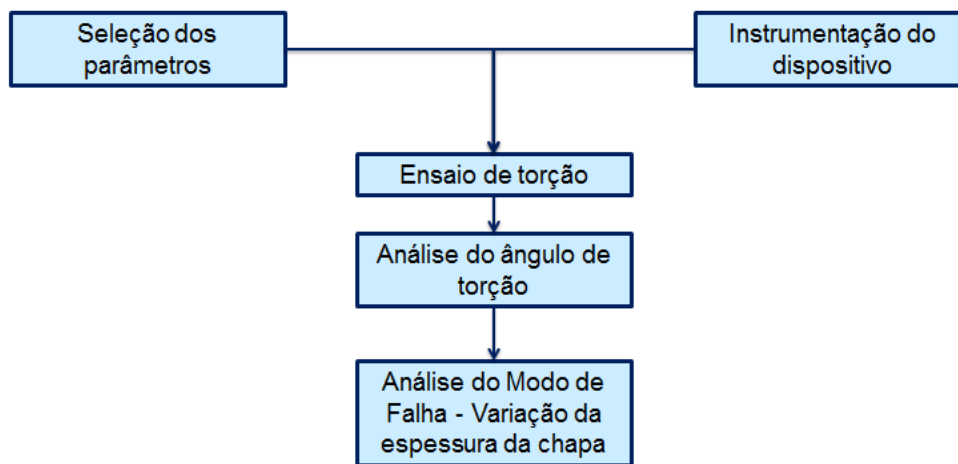 Seleção dos
parâmetros
Instrumentação do
dispositivo
Ensaio de torção
Análise do ângulo de
torção
Análise do Modo de
Falha - Variação da
espessura da chapa